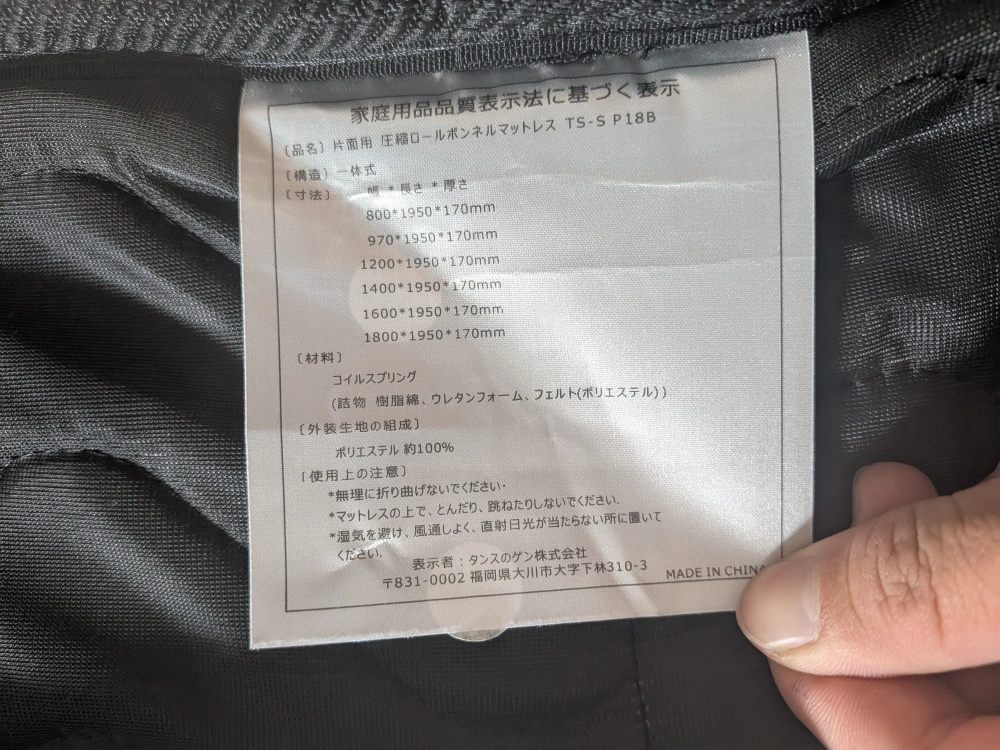 家庭用品品質表示法に基づく表示
〔品名〕片面用 圧縮ロールボンネルマットレス TS-S P18B
〔構造〕一体式
〔寸法〕 幅 * 長さ * 厚さ
800*1950*170mm
970*1950*170mm
1200*1950*170mm
1400*1950*170mm
1600*1950*170mm
1800*1950*170mm
〔材料〕
コイルスプリング
(詰物 樹脂綿、ウレタンフォーム、フェルト(ポリエステル))
〔外装生地の組成〕
ポリエステル 約100%
〔使用上の注意〕
*無理に折り曲げないでください・
*マットレスの上で、とんだり、跳ねたりしないでください.
*湿気を避け、風通しよく、直射日光が当たらない所に置いて
ください.
表示者：タンスのゲン株式会社
〒831-0002 福岡県大川市大字下林310-3
MADE IN CHINA